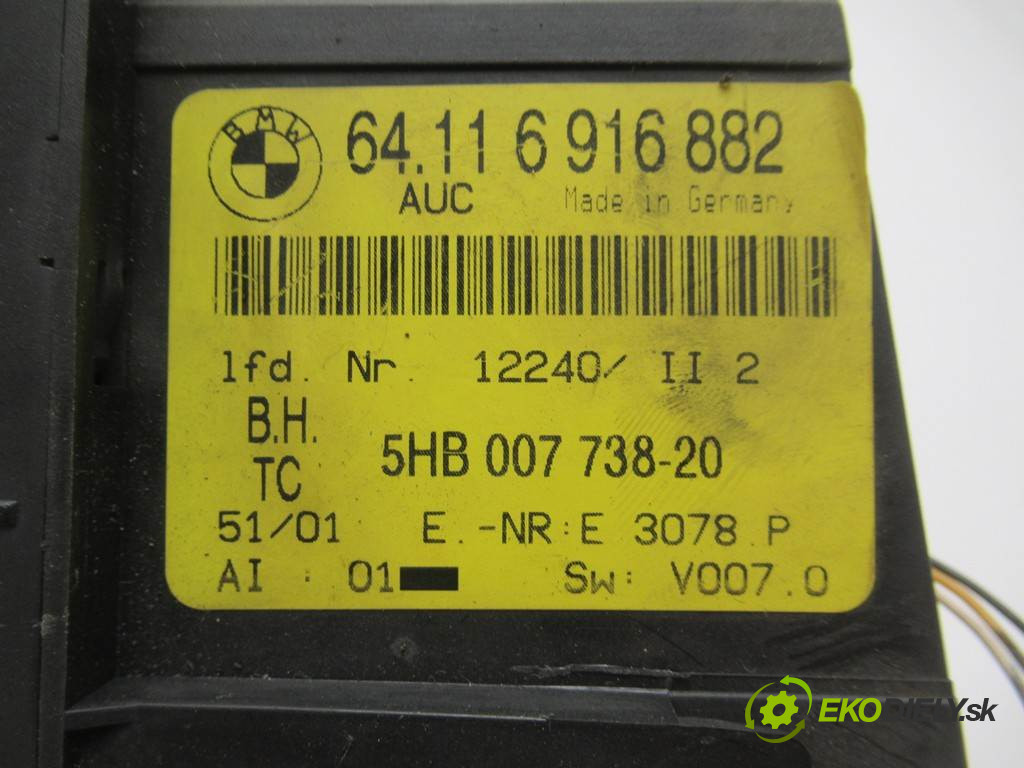 BMW
64.11 6 916 882
AUC Made in Germany
lfd. Nr. 12240/ II 2
B.H.
TC 5HB 007 738-20
51/01 E.-NR:E 3078 P
AI : 01 Sw: V007.0
EKODIELY.sk